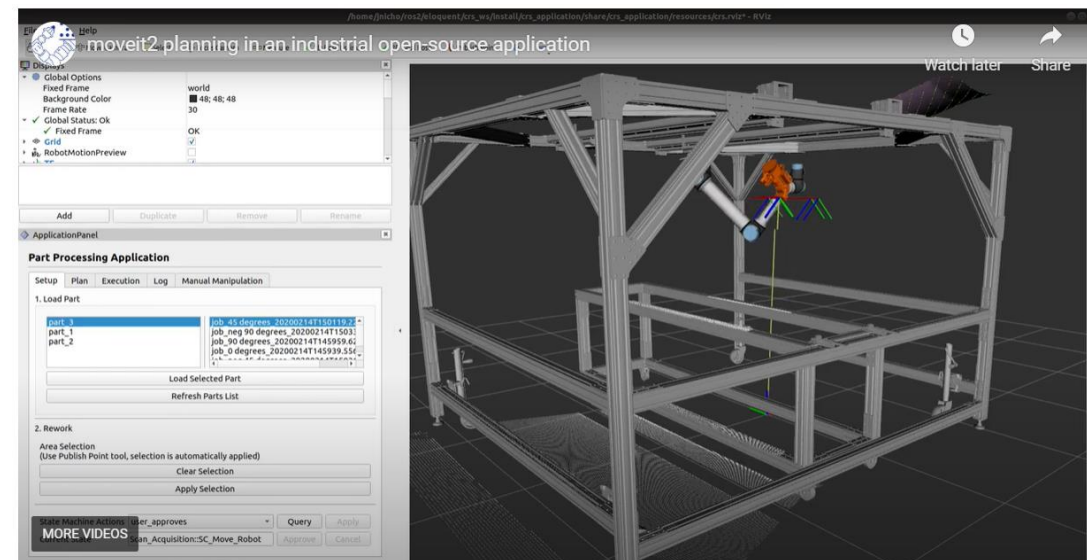 /home/jnicho/ros2/eloquent/crs_ws/install/crs_application/share/crs_application/resources/crs.rviz* - RViz
Help
moveit2 planning in an industrial open-source application
Watch later
Share
Displays
Global Options
Fixed Frame world
Background Color 48; 48; 48
Frame Rate 30
Global Status: Ok
Fixed Frame OK
Grid
RobotMotionPreview
TF
Add Duplicate Remove Rename
ApplicationPanel
Part Processing Application
Setup Plan Execution Log Manual Manipulation
1. Load Part
part_3 job_45 degrees_20200214T150119.2
part_1 job_neg 90 degrees_20200214T1503
part_2 job_90 degrees_20200214T145959.6
job_0 degrees_20200214T145939.55
Load Selected Part
Refresh Parts List
2. Rework
Area Selection
(Use Publish Point tool, selection is automatically applied)
Clear Selection
Apply Selection
State Machine Actions user_approves Query Apply
MORE VIDEOS
Current State Scan_Acquisition::SC_Move_Robot Approve Cancel